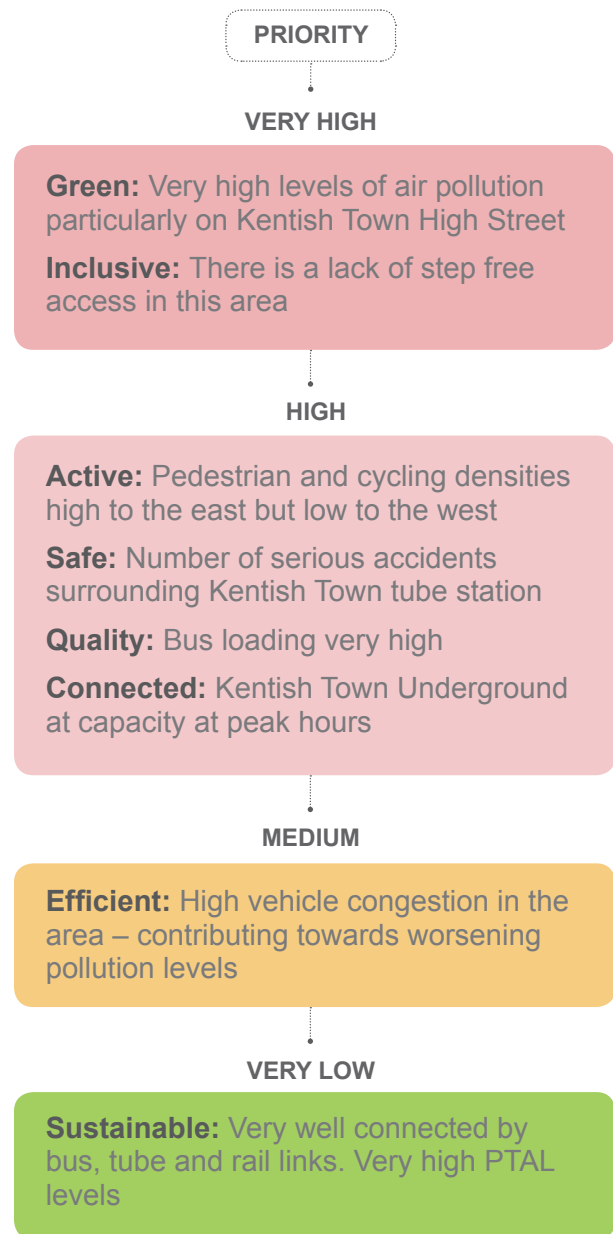 PRIORITY
VERY HIGH
Green: Very high levels of air pollution
particularly on Kentish Town High Street
Inclusive: There is a lack of step free
access in this area
HIGH
Active: Pedestrian and cycling densities
high to the east but low to the west
Safe: Number of serious accidents
surrounding Kentish Town tube station
Quality: Bus loading very high
Connected: Kentish Town Underground
at capacity at peak hours
MEDIUM
Efficient: High vehicle congestion in the
area – contributing towards worsening
pollution levels
VERY LOW
Sustainable: Very well connected by
bus, tube and rail links. Very high PTAL
levels